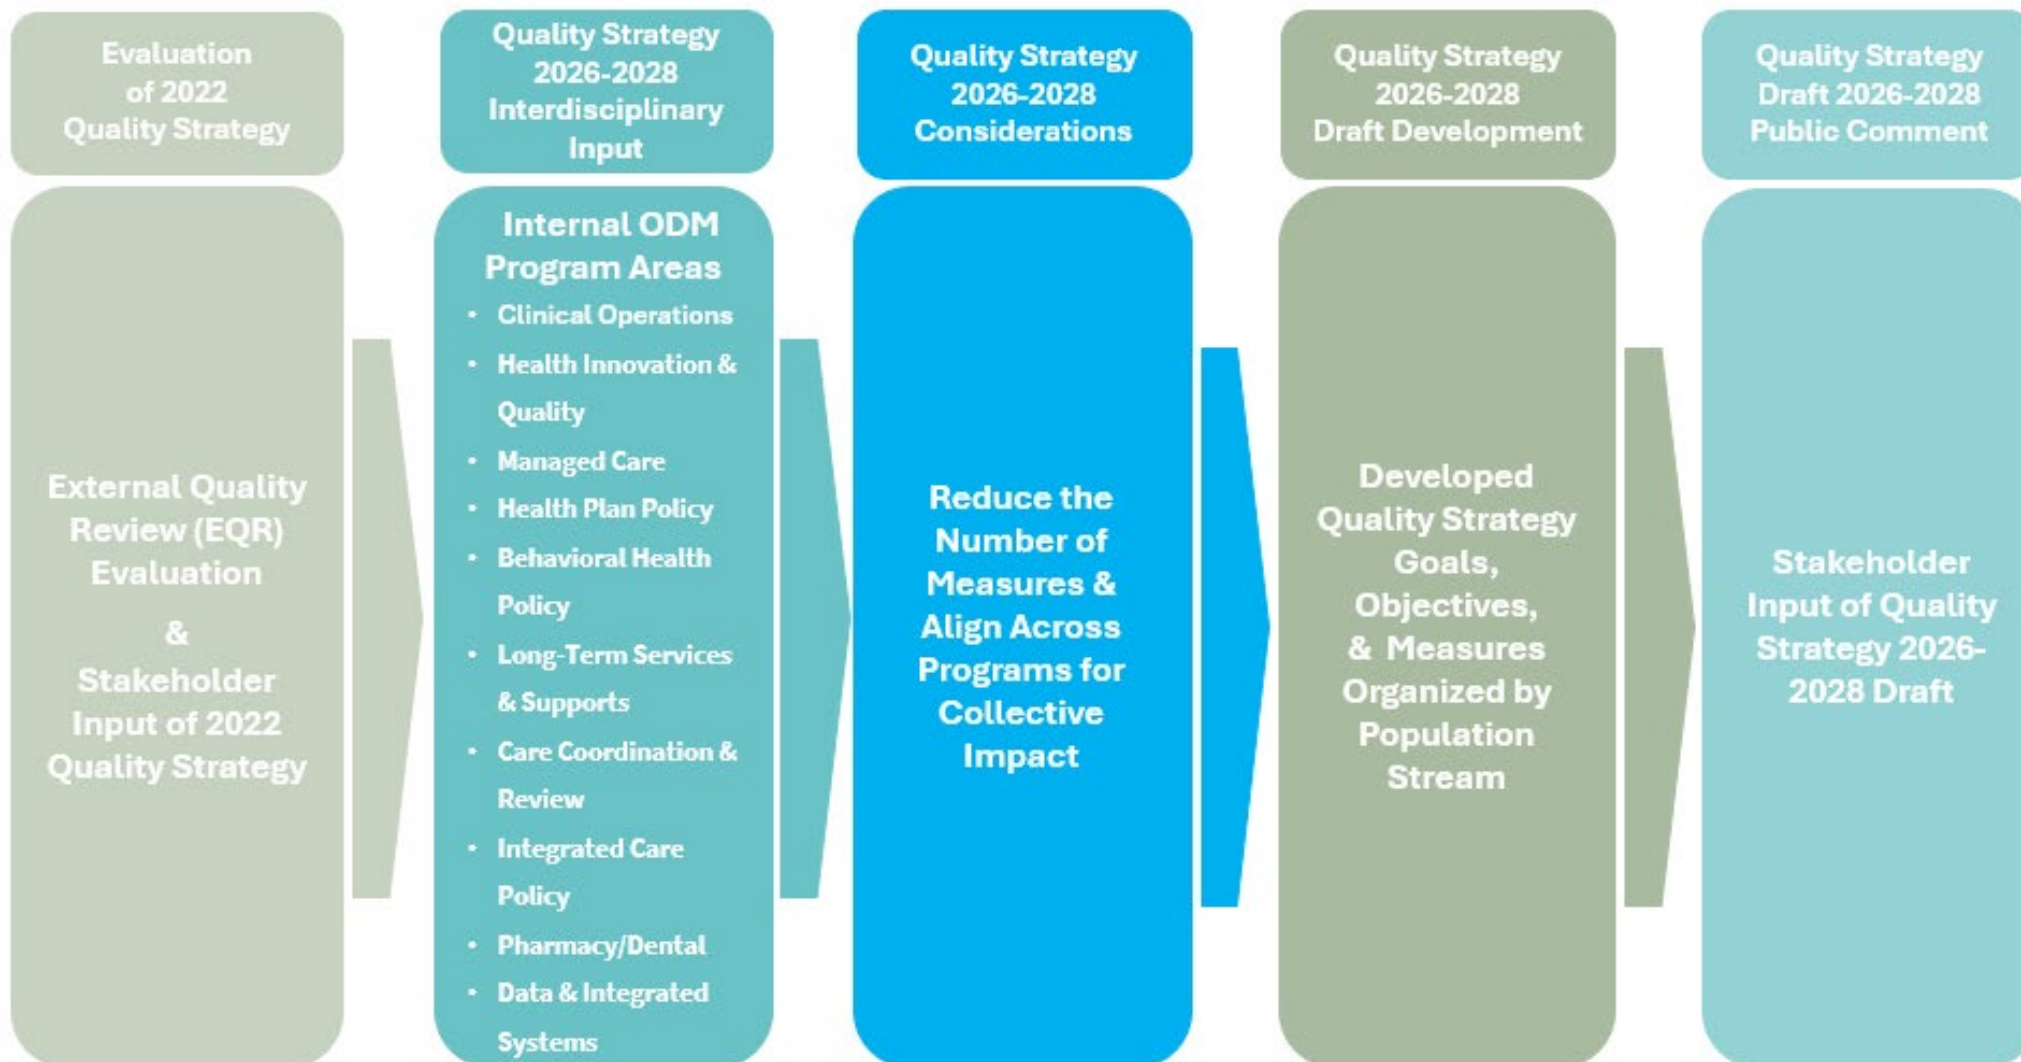 Evaluation
of 2022
Quality Strategy
External Quality
Review (EQR)
Evaluation
&
Stakeholder
Input of 2022
Quality Strategy
Quality Strategy
2026-2028
Interdisciplinary
Input
Internal ODM
Program Areas
• Clinical Operations
• Health Innovation &
Quality
• Managed Care
• Health Plan Policy
• Behavioral Health
Policy
• Long-Term Services
& Supports
• Care Coordination &
Review
• Integrated Care
Policy
• Pharmacy/Dental
• Data & Integrated
Systems
Quality Strategy
2026-2028
Considerations
Reduce the
Number of
Measures &
Align Across
Programs for
Collective
Impact
Quality Strategy
2026-2028
Draft Development
Developed
Quality Strategy
Goals,
Objectives,
& Measures
Organized by
Population
Stream
Quality Strategy
Draft 2026-2028
Public Comment
Stakeholder
Input of Quality
Strategy 2026-
2028 Draft